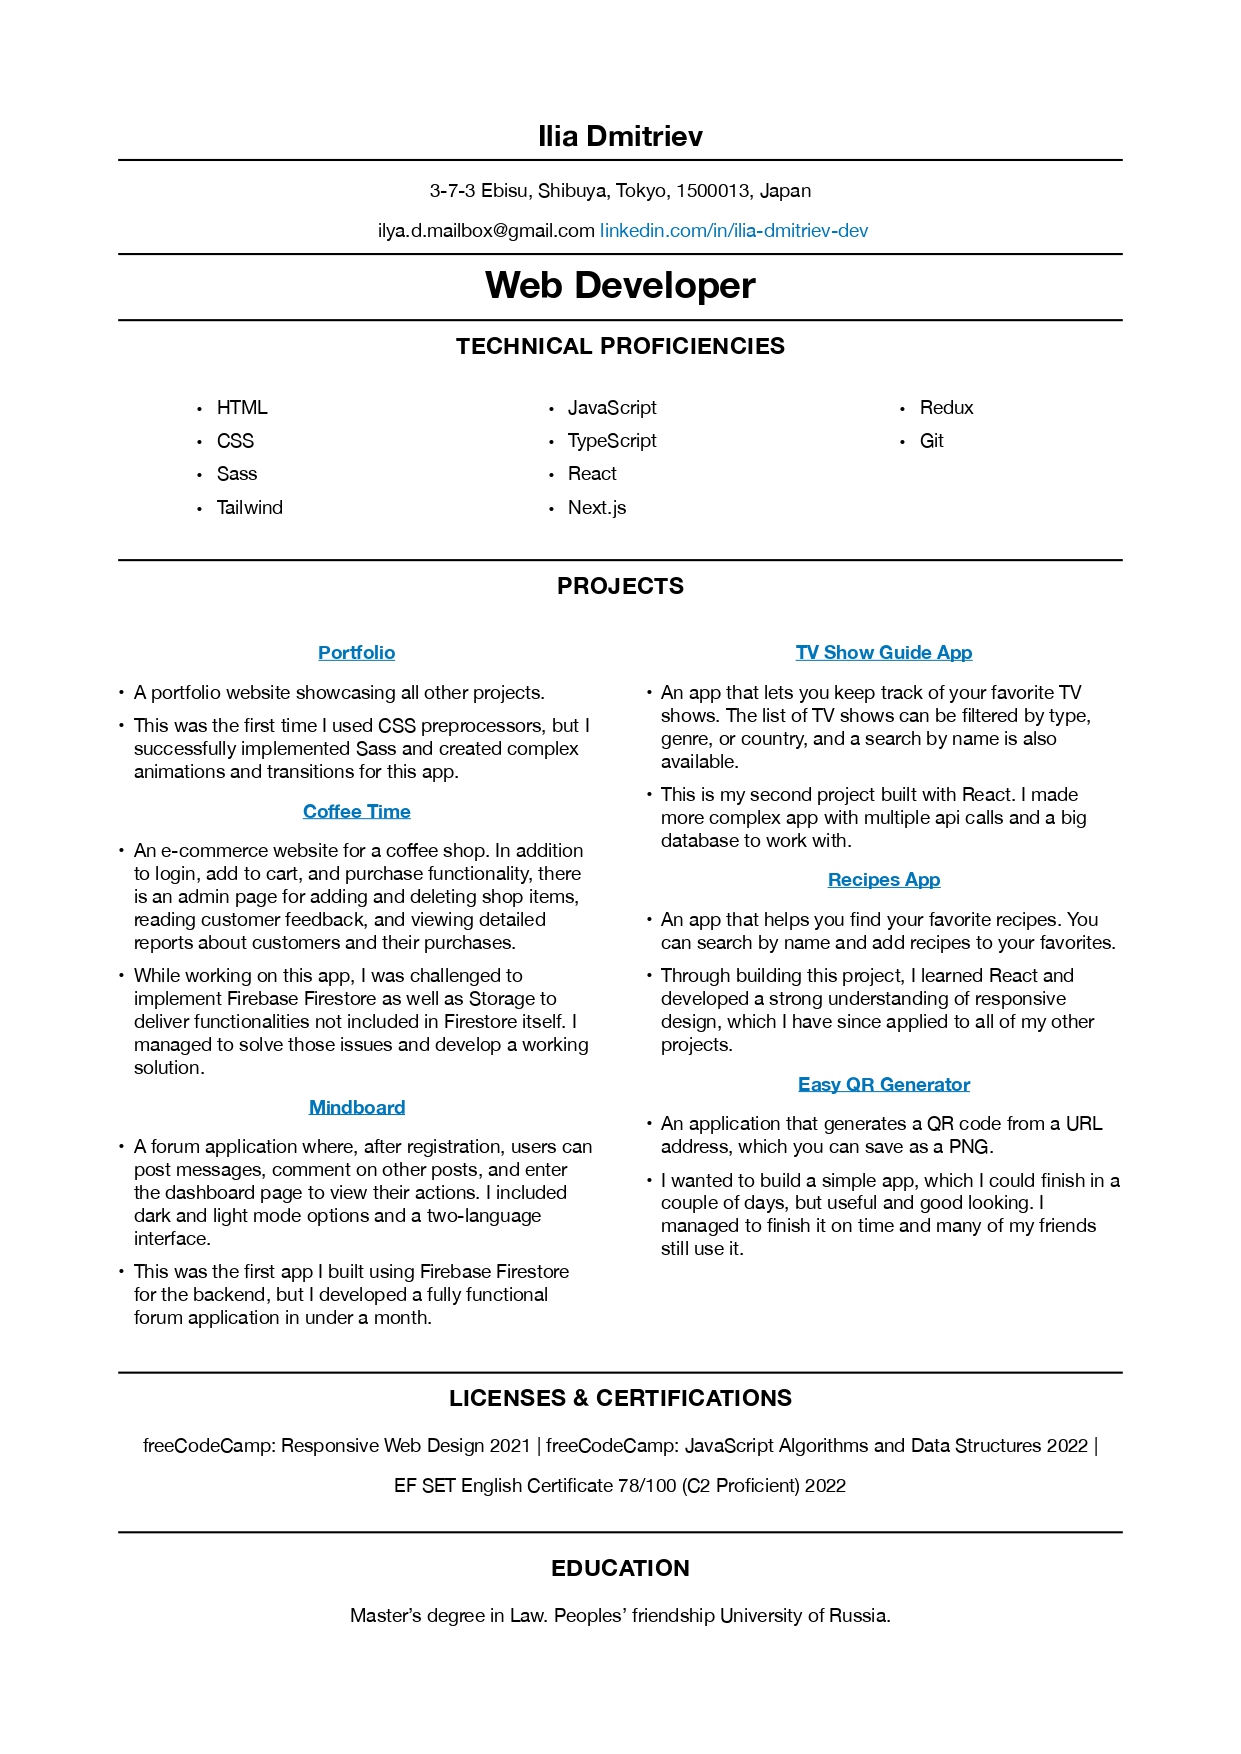 Ilia Dmitriev
3-7-3 Ebisu, Shibuya, Tokyo, 1500013, Japan
ilya.d.mailbox@gmail.com linkedin.com/in/ilia-dmitriev-dev
Web Developer
TECHNICAL PROFICIENCIES
• HTML
• CSS
• Sass
• Tailwind
• JavaScript
• TypeScript
• React
• Next.js
• Redux
• Git
PROJECTS
Portfolio
• A portfolio website showcasing all other projects.
• This was the first time I used CSS preprocessors, but I
successfully implemented Sass and created complex
animations and transitions for this app.
Coffee Time
• An e-commerce website for a coffee shop. In addition
to login, add to cart, and purchase functionality, there
is an admin page for adding and deleting shop items,
reading customer feedback, and viewing detailed
reports about customers and their purchases.
• While working on this app, I was challenged to
implement Firebase Firestore as well as Storage to
deliver functionalities not included in Firestore itself. I
managed to solve those issues and develop a working
solution.
Mindboard
• A forum application where, after registration, users can
post messages, comment on other posts, and enter
the dashboard page to view their actions. I included
dark and light mode options and a two-language
interface.
• This was the first app I built using Firebase Firestore
for the backend, but I developed a fully functional
forum application in under a month.
TV Show Guide App
• An app that lets you keep track of your favorite TV
shows. The list of TV shows can be filtered by type,
genre, or country, and a search by name is also
available.
• This is my second project built with React. I made
more complex app with multiple api calls and a big
database to work with.
Recipes App
• An app that helps you find your favorite recipes. You
can search by name and add recipes to your favorites.
• Through building this project, I learned React and
developed a strong understanding of responsive
design, which I have since applied to all of my other
projects.
Easy QR Generator
• An application that generates a QR code from a URL
address, which you can save as a PNG.
• I wanted to build a simple app, which I could finish in a
couple of days, but useful and good looking. I
managed to finish it on time and many of my friends
still use it.
LICENSES & CERTIFICATIONS
freeCodeCamp: Responsive Web Design 2021 | freeCodeCamp: JavaScript Algorithms and Data Structures 2022 |
EF SET English Certificate 78/100 (C2 Proficient) 2022
EDUCATION
Master’s degree in Law. Peoples’ friendship University of Russia.